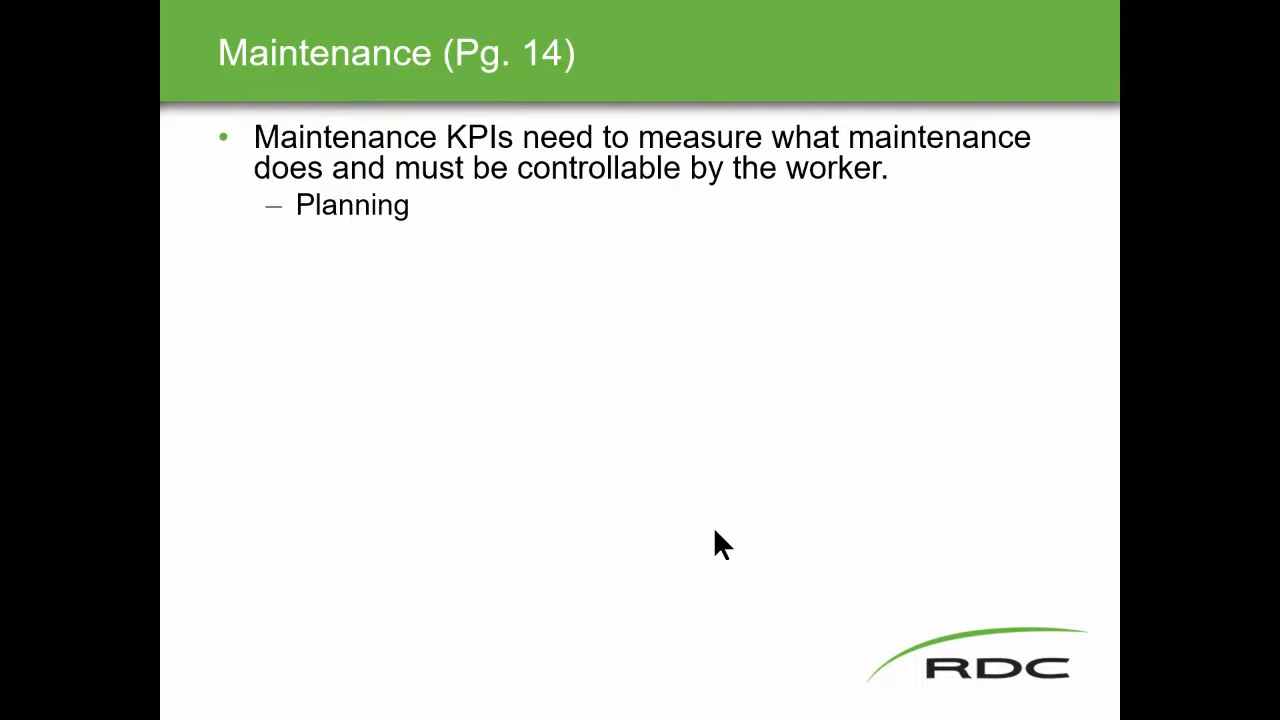 Maintenance (Pg. 14)
• Maintenance KPIs need to measure what maintenance
does and must be controllable by the worker.
– Planning
RDC